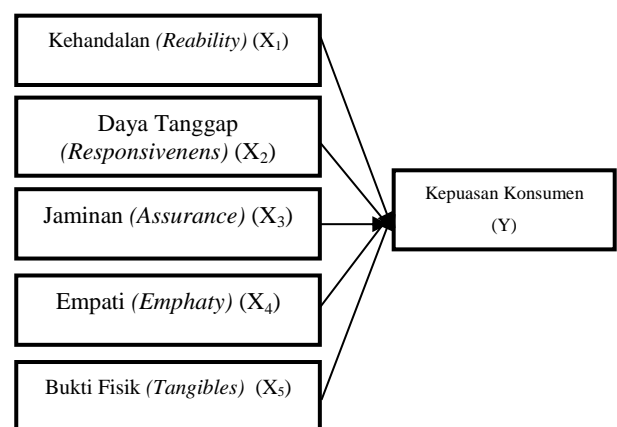 Kehandalan (Reability) (X₁)
Daya Tanggap
(Responsivenens) (X₂)
Jaminan (Assurance) (X₃)
Empati (Emphaty) (X₄)
Bukti Fisik (Tangibles) (X₅)
Kepuasan Konsumen
(Y)